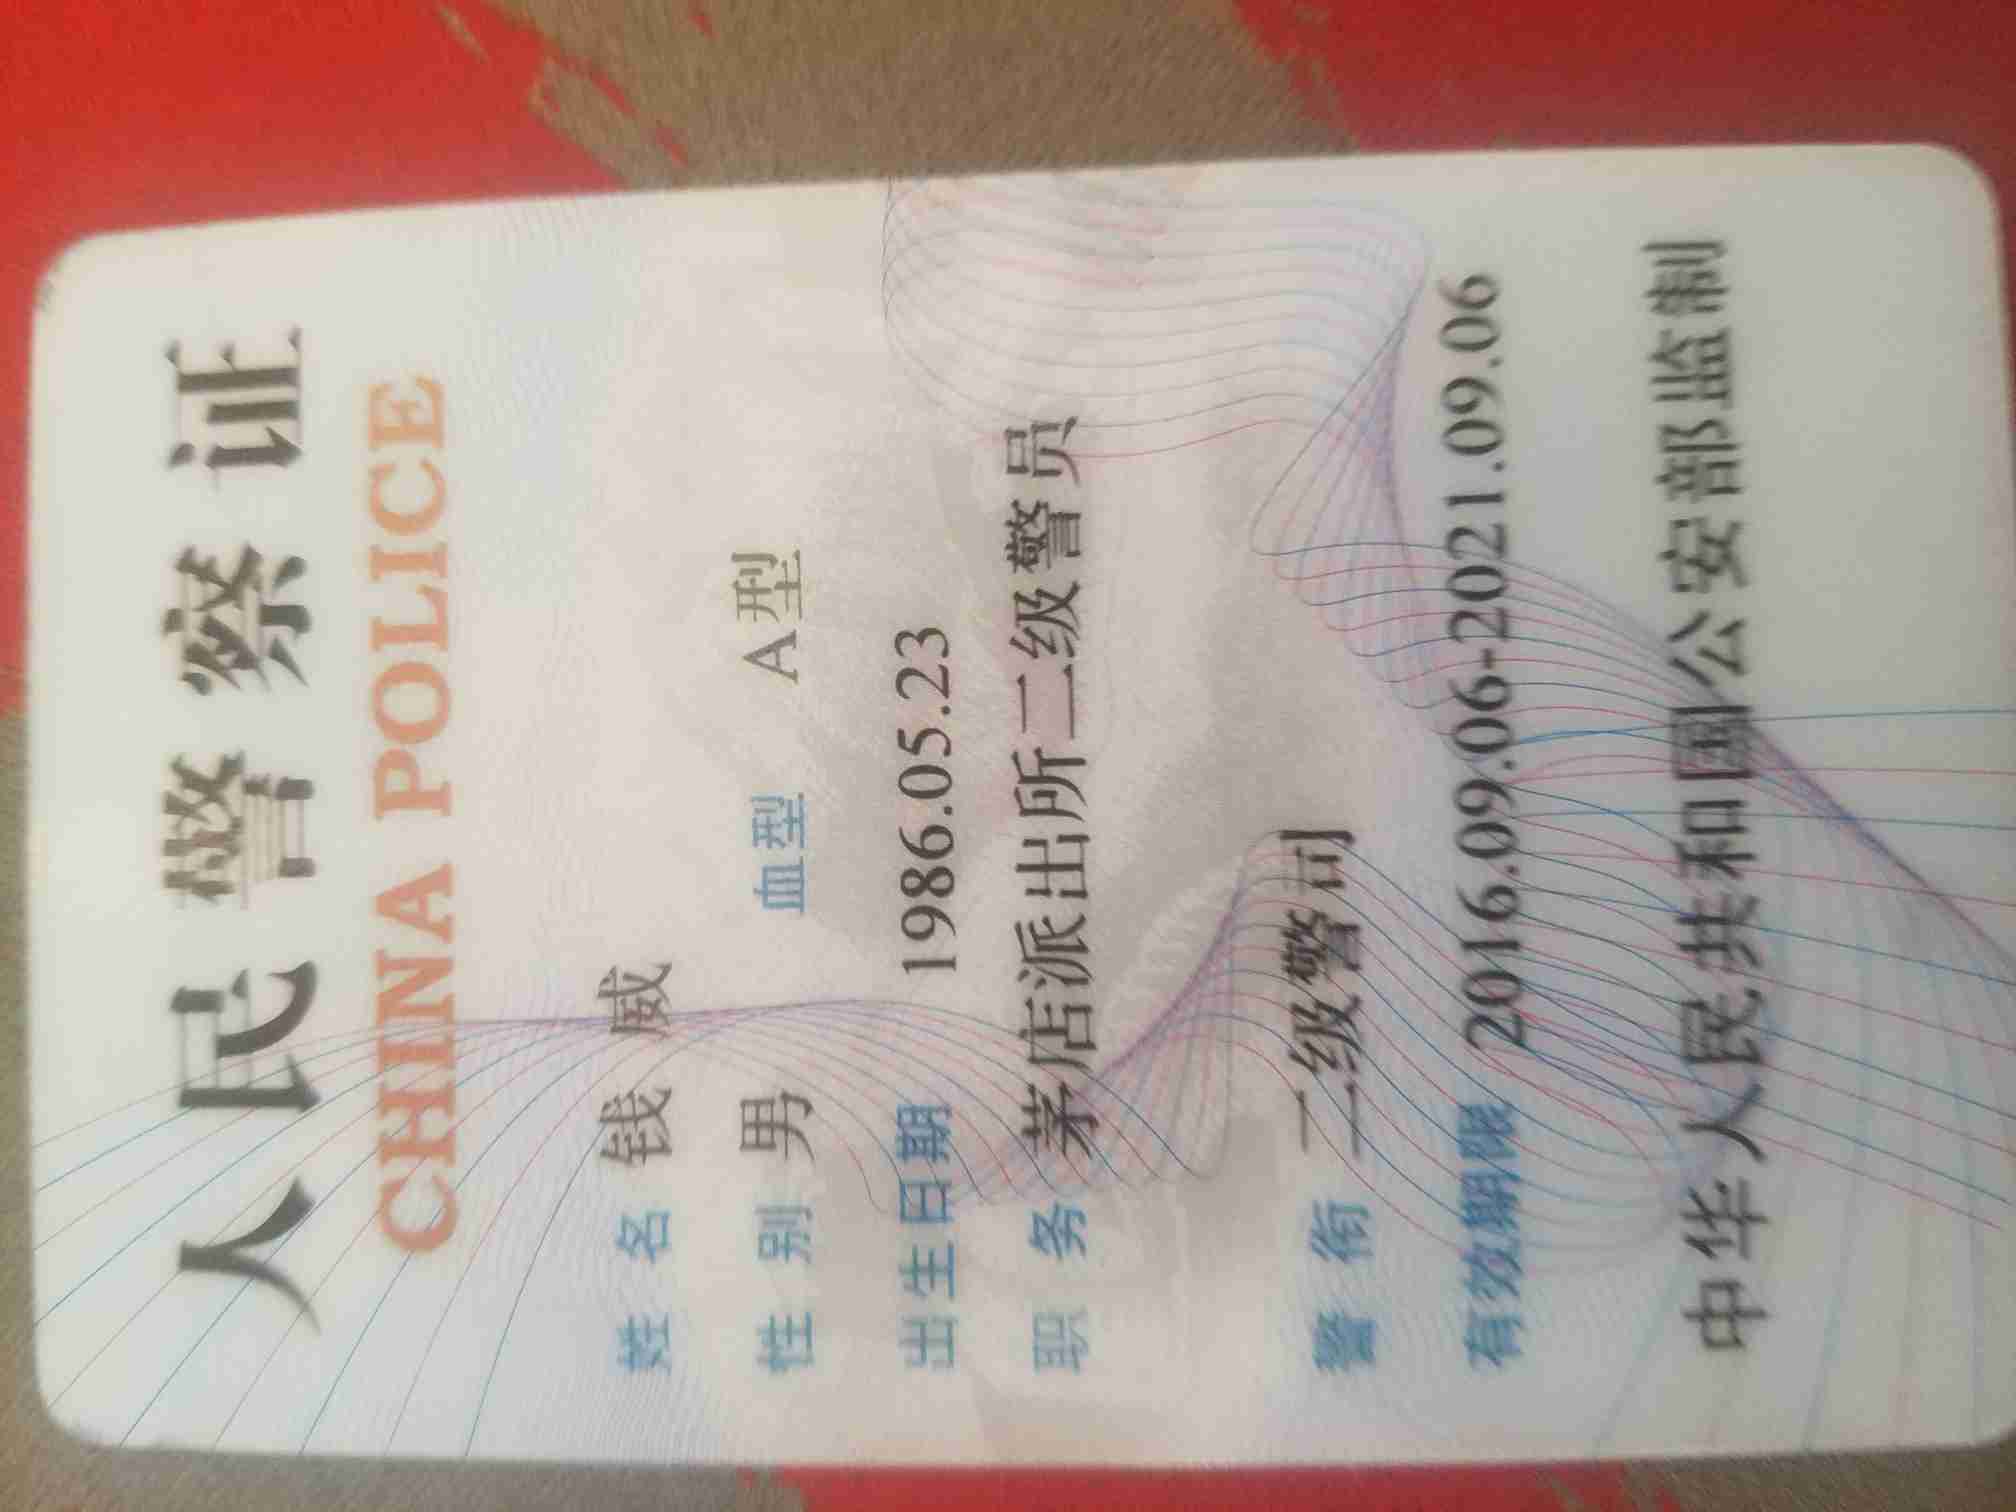 人民警察证
CHINA POLICE
姓名 钱威
性别 男 血型 A型
出生日期 1986.05.23
职务 茅店派出所二级警员
警衔 二级警司
有效期限 2016.09.06-2021.09.06
中华人民共和国公安部监制